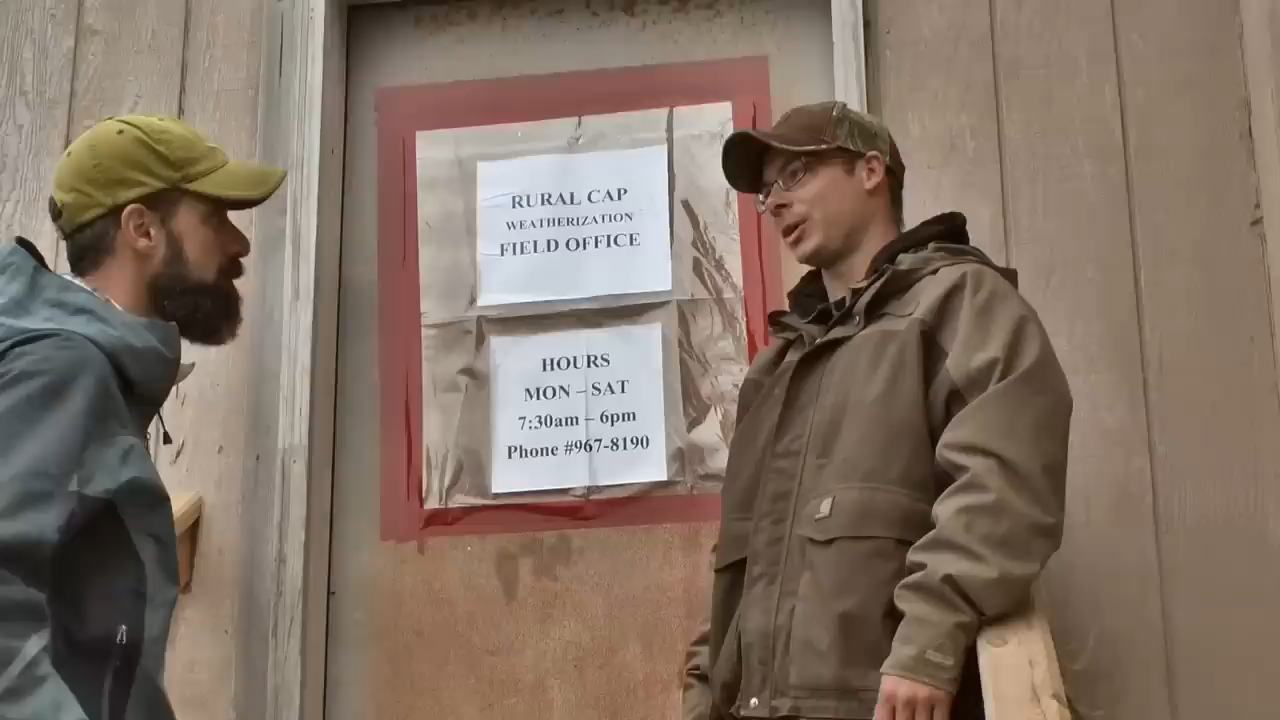 RURAL CAP
WEATHERIZATION
FIELD OFFICE
HOURS
MON – SAT
7:30am – 6pm
Phone #967-8190